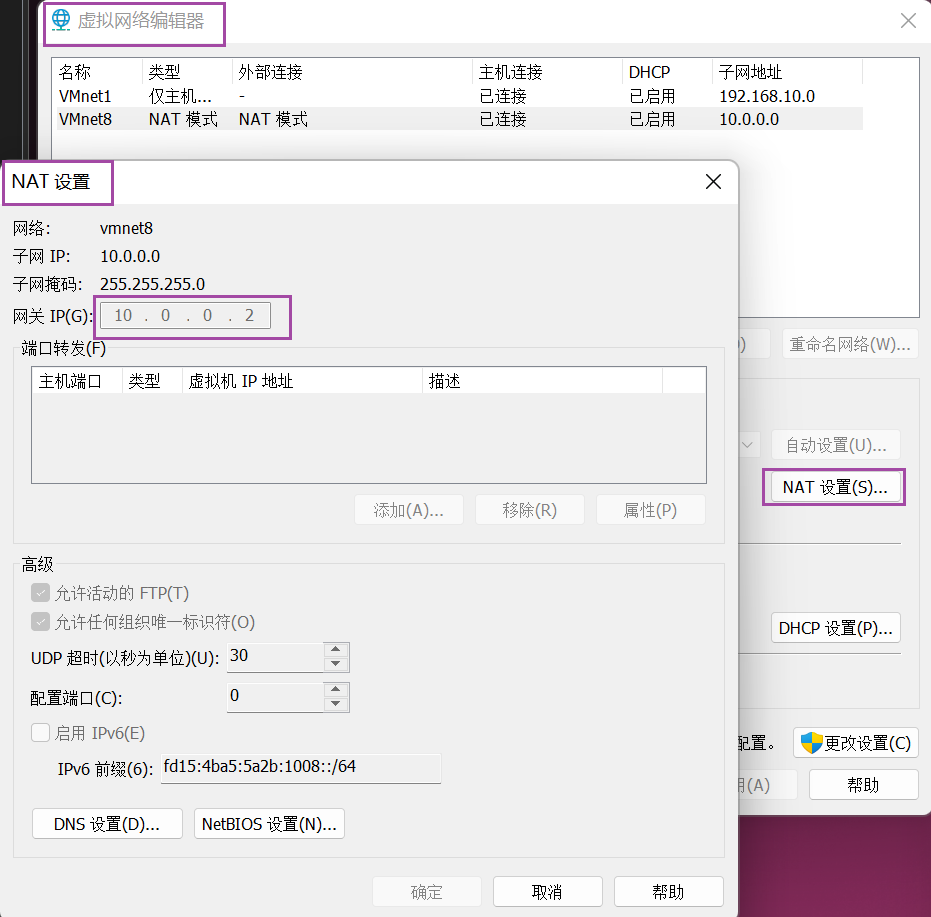 虚拟网络编辑器
名称 类型 外部连接 主机连接 DHCP 子网地址
VMnet1 仅主机... - 已连接 已启用 192.168.10.0
VMnet8 NAT 模式 NAT 模式 已连接 已启用 10.0.0.0
重命名网络(W)...
自动设置(U)...
NAT 设置(S)...
DHCP 设置(P)...
配置。
更改设置(C)
(A)
帮助
NAT 设置
网络: vmnet8
子网 IP: 10.0.0.0
子网掩码: 255.255.255.0
网关 IP(G): 10 . 0 . 0 . 2
端口转发(F)
主机端口 类型 虚拟机 IP 地址 描述
添加(A)... 移除(R) 属性(P)
高级
允许活动的 FTP(T)
允许任何组织唯一标识符(O)
UDP 超时(以秒为单位)(U): 30
配置端口(C): 0
启用 IPv6(E)
IPv6 前缀(6): fd15:4ba5:5a2b:1008::/64
DNS 设置(D)... NetBIOS 设置(N)...
确定 取消 帮助